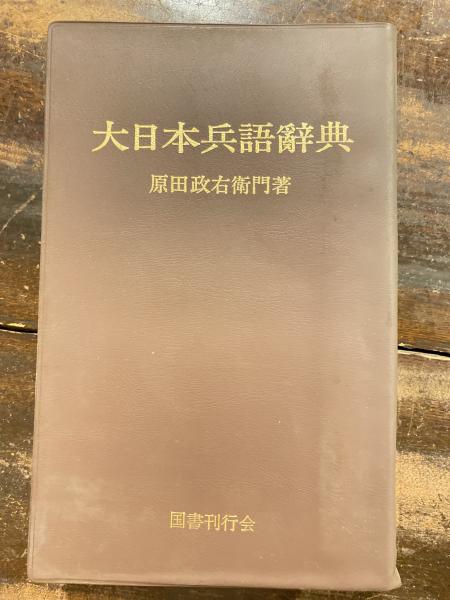 大日本兵語辭典
原田政右衛門著
国書刊行会